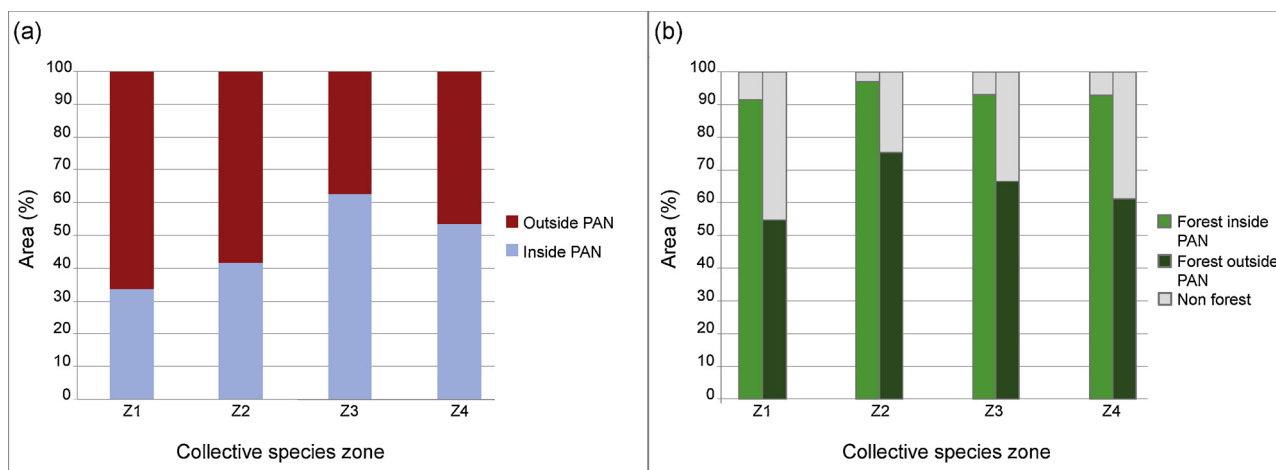 (a)
100
90
80
70
60
50
40
30
20
10
0
Area (%)
Z1 Z2 Z3 Z4
Collective species zone
Outside PAN
Inside PAN
(b)
100
90
80
70
60
50
40
30
20
10
0
Area (%)
Z1 Z2 Z3 Z4
Collective species zone
Forest inside
PAN
Forest outside
PAN
Non forest